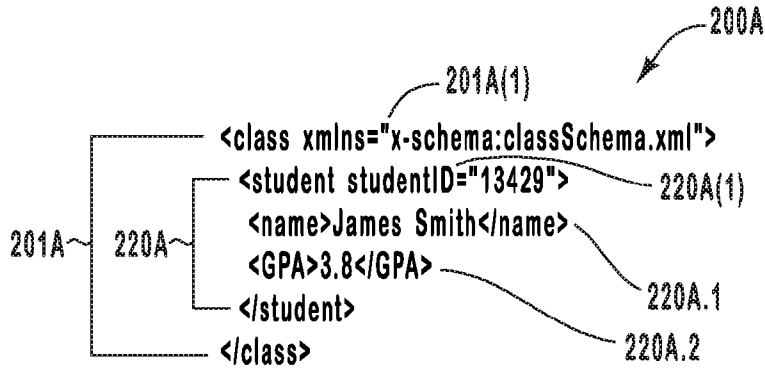 200A
201A(1)
<class xmlns="x-schema:classSchema.xml">
<student studentID="13429">
220A(1)
<name>James Smith</name>
201A
220A
<GPA>3.8</GPA>
220A.1
</student>
220A.2
</class>